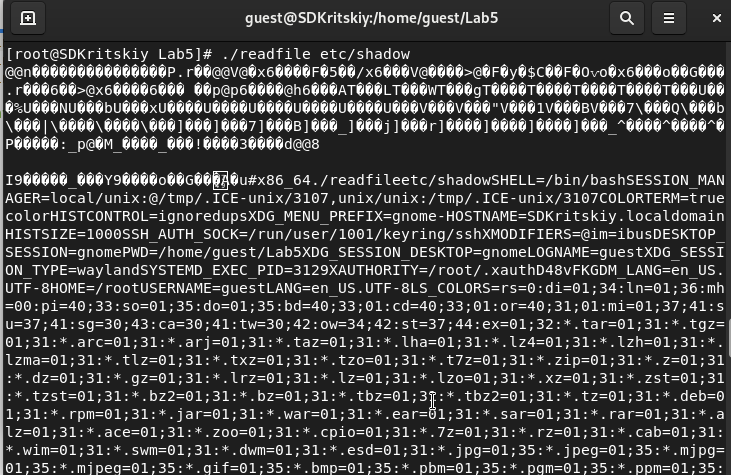 guest@SDKritskiy:/home/guest/Lab5
[root@SDKritskiy Lab5]# ./readfile etc/shadow
@@n�������������������P.r��@@V@�x6����F�5��/x6���V@����>@�F�y�$C��F�O o�x6���o��G���
.r���6��>@x6����6��� ��p@p6����@h6���AT���LT���WT���gT����T����T����T����T����T���U��
�%U���NU���bU���xU����U����U����U����U����U����U���V���V���"V���1V���BV���7\���Q\���b
\���|\����\����\���]���]���7]���B]���_]���j]���r]����]����]����]����]���_^����^����^�
P�����:_p@�M_����_���!����3����d@@8
I9�����_���Y9����o��G��� �u#x86_64./readfileetc/shadowSHELL=/bin/bashSESSION_MAN
AGER=local/unix:@/tmp/.ICE-unix/3107,unix/unix:/tmp/.ICE-unix/3107COLORTERM=true
colorHISTCONTROL=ignoredupsXDG_MENU_PREFIX=gnome-HOSTNAME=SDKritskiy.localdomain
HISTSIZE=1000SSH_AUTH_SOCK=/run/user/1001/keyring/sshXMODIFIERS=@im=ibusDESKTOP_
SESSION=gnomePWD=/home/guest/Lab5XDG_SESSION_DESKTOP=gnomeLOGNAME=guestXDG_SESSI
ON_TYPE=waylandSYSTEMD_EXEC_PID=3129XAUTHORITY=/root/.xauthD48vFKGDM_LANG=en_US.
UTF-8HOME=/rootUSERNAME=guestLANG=en_US.UTF-8LS_COLORS=rs=0:di=01;34:ln=01;36:mh
=00:pi=40;33:so=01;35:do=01;35:bd=40;33;01:cd=40;33;01:or=40;31;01:mi=01;37;41:s
u=37;41:sg=30;43:ca=30;41:tw=30;42:ow=34;42:st=37;44:ex=01;32:*.tar=01;31:*.tgz=
01;31:*.arc=01;31:*.arj=01;31:*.taz=01;31:*.lha=01;31:*.lz4=01;31:*.lzh=01;31:*.
lzma=01;31:*.tlz=01;31:*.txz=01;31:*.tzo=01;31:*.t7z=01;31:*.zip=01;31:*.z=01;31
:*.dz=01;31:*.gz=01;31:*.lrz=01;31:*.lz=01;31:*.lzo=01;31:*.xz=01;31:*.zst=01;31
:*.tzst=01;31:*.bz2=01;31:*.bz=01;31:*.tbz=01;31:*.tbz2=01;31:*.tz=01;31:*.deb=0
1;31:*.rpm=01;31:*.jar=01;31:*.war=01;31:*.ear=01;31:*.sar=01;31:*.rar=01;31:*.a
lz=01;31:*.ace=01;31:*.zoo=01;31:*.cpio=01;31:*.7z=01;31:*.rz=01;31:*.cab=01;31:
*.wim=01;31:*.swm=01;31:*.dwm=01;31:*.esd=01;31:*.jpg=01;35:*.jpeg=01;35:*.mjpg=
01;35:*.mjpeg=01;35:*.gif=01;35:*.bmp=01;35:*.pbm=01;35:*.pgm=01;35:*.ppm=01;35: